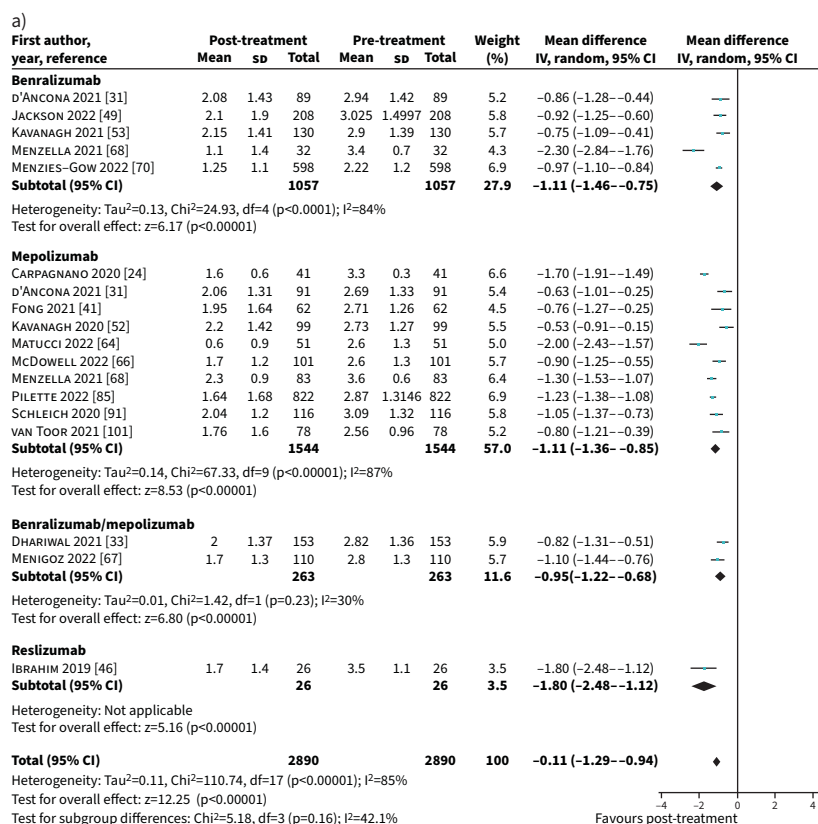 a)
First author, Post-treatment Pre-treatment Weight Mean difference Mean difference
year, reference Mean SD Total Mean SD Total (%) IV, random, 95% CI IV, random, 95% CI
Benralizumab
D'ANCONA 2021 [31] 2.08 1.43 89 2.94 1.42 89 5.2 −0.86 (−1.28−−0.44)
JACKSON 2022 [49] 2.1 1.9 208 3.025 1.4997 208 5.8 −0.92 (−1.25−−0.60)
KAVANAGH 2021 [53] 2.15 1.41 130 2.9 1.39 130 5.7 −0.75 (−1.09−−0.41)
MENZELLA 2021 [68] 1.1 1.4 32 3.4 0.7 32 4.3 −2.30 (−2.84−−1.76)
MENZIES–GOW 2022 [70] 1.25 1.1 598 2.22 1.2 598 6.9 −0.97 (−1.10−−0.84)
Subtotal (95% CI) 1057 1057 27.9 −1.11 (−1.46−−0.75)
Heterogeneity: Tau²=0.13, Chi²=24.93, df=4 (p<0.0001); I²=84%
Test for overall effect: z=6.17 (p<0.00001)
Mepolizumab
CARPAGNANO 2020 [24] 1.6 0.6 41 3.3 0.3 41 6.6 −1.70 (−1.91−−1.49)
D'ANCONA 2021 [31] 2.06 1.31 91 2.69 1.33 91 5.4 −0.63 (−1.01−−0.25)
FONG 2021 [41] 1.95 1.64 62 2.71 1.26 62 4.5 −0.76 (−1.27−−0.25)
KAVANAGH 2020 [52] 2.2 1.42 99 2.73 1.27 99 5.5 −0.53 (−0.91−−0.15)
MATUCCI 2022 [64] 0.6 0.9 51 2.6 1.3 51 5.0 −2.00 (−2.43−−1.57)
MCDOWELL 2022 [66] 1.7 1.2 101 2.6 1.3 101 5.7 −0.90 (−1.25−−0.55)
MENZELLA 2021 [68] 2.3 0.9 83 3.6 0.6 83 6.4 −1.30 (−1.53−−1.07)
PILETTE 2022 [85] 1.64 1.68 822 2.87 1.3146 822 6.9 −1.23 (−1.38−−1.08)
SCHLEICH 2020 [91] 2.04 1.2 116 3.09 1.32 116 5.8 −1.05 (−1.37−−0.73)
VAN TOOR 2021 [101] 1.76 1.6 78 2.56 0.96 78 5.2 −0.80 (−1.21−−0.39)
Subtotal (95% CI) 1544 1544 57.0 −1.11 (−1.36−−0.85)
Heterogeneity: Tau²=0.14, Chi²=67.33, df=9 (p<0.00001); I²=87%
Test for overall effect: z=8.53 (p<0.00001)
Benralizumab/mepolizumab
DHARIWAL 2021 [33] 2 1.37 153 2.82 1.36 153 5.9 −0.82 (−1.31−−0.51)
MENIGOZ 2022 [67] 1.7 1.3 110 2.8 1.3 110 5.7 −1.10 (−1.44−−0.76)
Subtotal (95% CI) 263 263 11.6 −0.95(−1.22−−0.68)
Heterogeneity: Tau²=0.01, Chi²=1.42, df=1 (p=0.23); I²=30%
Test for overall effect: z=6.80 (p<0.00001)
Reslizumab
IBRAHIM 2019 [46] 1.7 1.4 26 3.5 1.1 26 3.5 −1.80 (−2.48−−1.12)
Subtotal (95% CI) 26 26 3.5 −1.80 (−2.48−−1.12)
Heterogeneity: Not applicable
Test for overall effect: z=5.16 (p<0.00001)
Total (95% CI) 2890 2890 100 −0.11 (−1.29−−0.94)
Heterogeneity: Tau²=0.11, Chi²=110.74, df=17 (p<0.00001); I²=85%
Test for overall effect: z=12.25 (p<0.00001)
Test for subgroup differences: Chi²=5.18, df=3 (p=0.16); I²=42.1%
−4 −2 0 2 4
Favours post-treatment